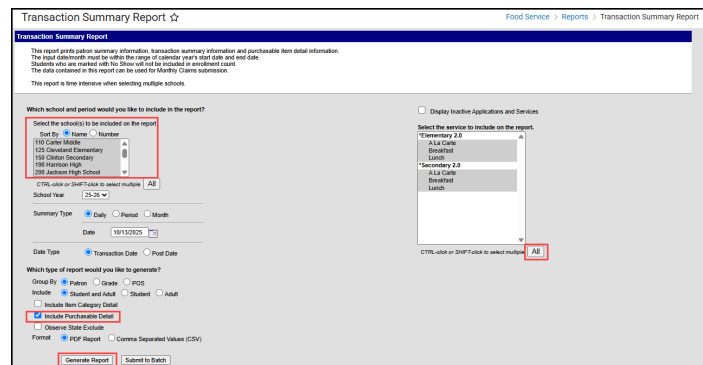 Transaction Summary Report ☆
Food Service > Reports > Transaction Summary Report
Transaction Summary Report
This report prints patron summary information, transaction summary information and purchasable item detail information.
The input date/month must be within the range of calendar year's start date and end date.
Students who are marked with No Show will not be included in enrollment count.
The data contained in this report can be used for Monthly Claims submission.
This report is time intensive when selecting multiple schools.
Which school and period would you like to include in the report?
Select the school(s) to be included on the report
Sort By Name Number
110 Carter Middle
125 Cleveland Elementary
150 Clinton Secondary
190 Harrison High
200 Jackson High School
CTRL-click or SHIFT-click to select multiple All
School Year 25-26
Summary Type Daily Period Month
Date 10/13/2025
Date Type Transaction Date Post Date
Which type of report would you like to generate?
Group By Patron Grade POS
Include Student and Adult Student Adult
Include Item Category Detail
Include Purchasable Detail
Observe State Exclude
Format PDF Report Comma Separated Values (CSV)
Generate Report Submit to Batch
Display Inactive Applications and Services
Select the service to include on the report.
*Elementary 2.0
A La Carte
Breakfast
Lunch
*Secondary 2.0
A La Carte
Breakfast
Lunch
CTRL-click or SHIFT-click to select multiple All